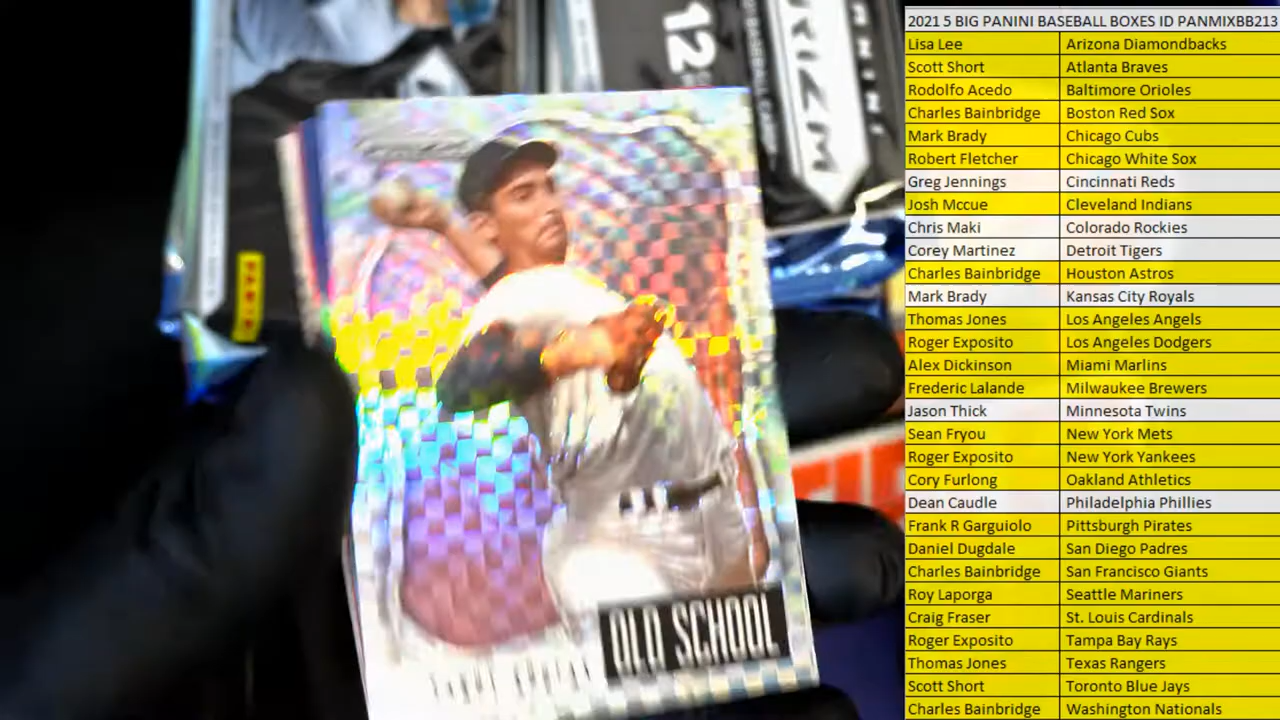 12
PRIZM
PANINI
PANINI
OLD SCHOOL
2021 5 BIG PANINI BASEBALL BOXES ID PANMIXBB213
Lisa Lee Arizona Diamondbacks
Scott Short Atlanta Braves
Rodolfo Acedo Baltimore Orioles
Charles Bainbridge Boston Red Sox
Mark Brady Chicago Cubs
Robert Fletcher Chicago White Sox
Greg Jennings Cincinnati Reds
Josh Mccue Cleveland Indians
Chris Maki Colorado Rockies
Corey Martinez Detroit Tigers
Charles Bainbridge Houston Astros
Mark Brady Kansas City Royals
Thomas Jones Los Angeles Angels
Roger Exposito Los Angeles Dodgers
Alex Dickinson Miami Marlins
Frederic Lalande Milwaukee Brewers
Jason Thick Minnesota Twins
Sean Fryou New York Mets
Roger Exposito New York Yankees
Cory Furlong Oakland Athletics
Dean Caudle Philadelphia Phillies
Frank R Garguiolo Pittsburgh Pirates
Daniel Dugdale San Diego Padres
Charles Bainbridge San Francisco Giants
Roy Laporga Seattle Mariners
Craig Fraser St. Louis Cardinals
Roger Exposito Tampa Bay Rays
Thomas Jones Texas Rangers
Scott Short Toronto Blue Jays
Charles Bainbridge Washington Nationals